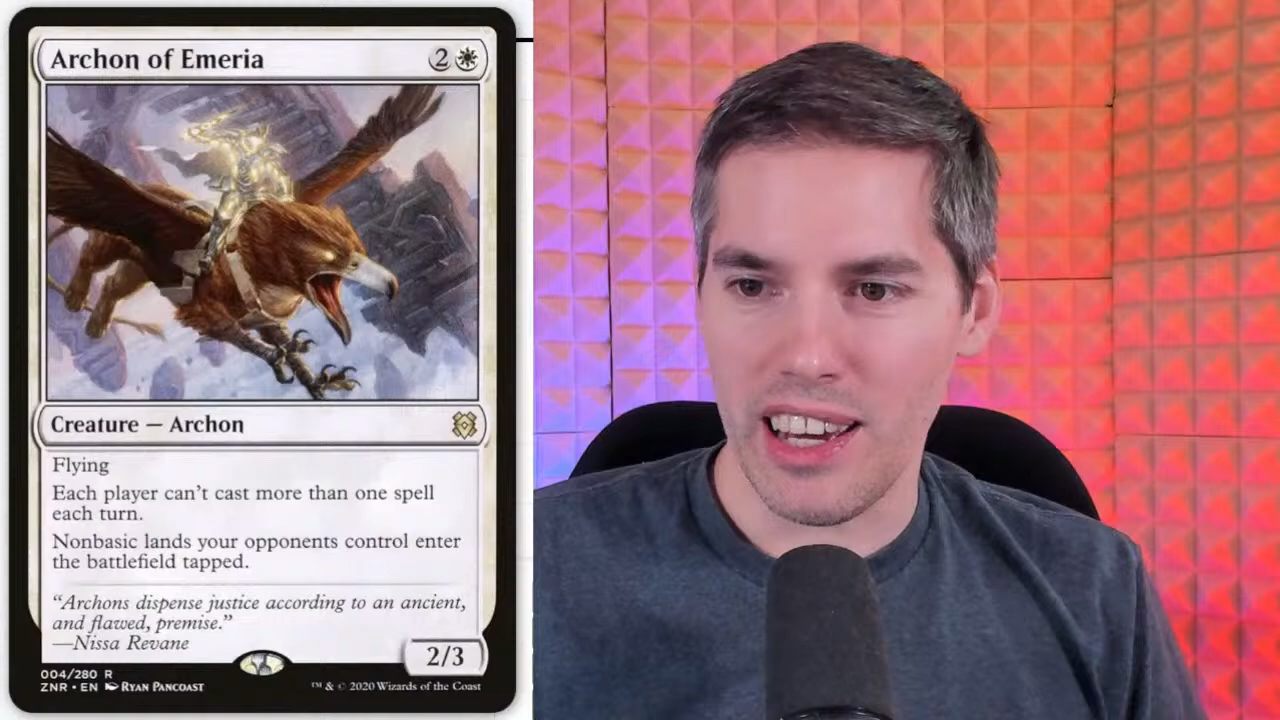 Archon of Emeria 2
Creature — Archon
Flying
Each player can't cast more than one spell
each turn.
Nonbasic lands your opponents control enter
the battlefield tapped.
“Archons dispense justice according to an ancient,
and flawed, premise.”
—Nissa Revane
2/3
004/280 R
ZNR • EN Ryan Pancoast
™ & © 2020 Wizards of the Coast